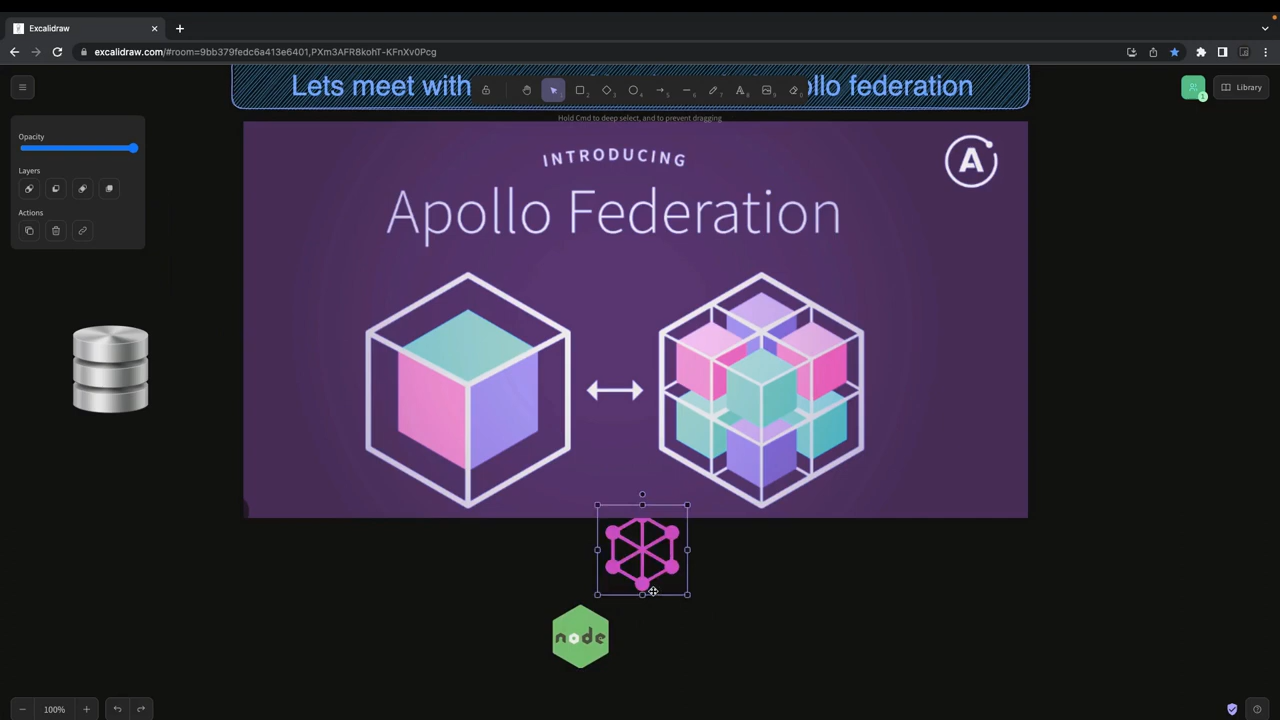 Excalidraw
excalidraw.com/#room=9bb379fedc6a413e6401,PXm3AFR8kohT-KFnXv0Pcg
Lets meet with
ollo federation
Library
Hold Cmd to deep select, and to prevent dragging
Opacity
Layers
Actions
INTRODUCING
Apollo Federation
A
node
100%